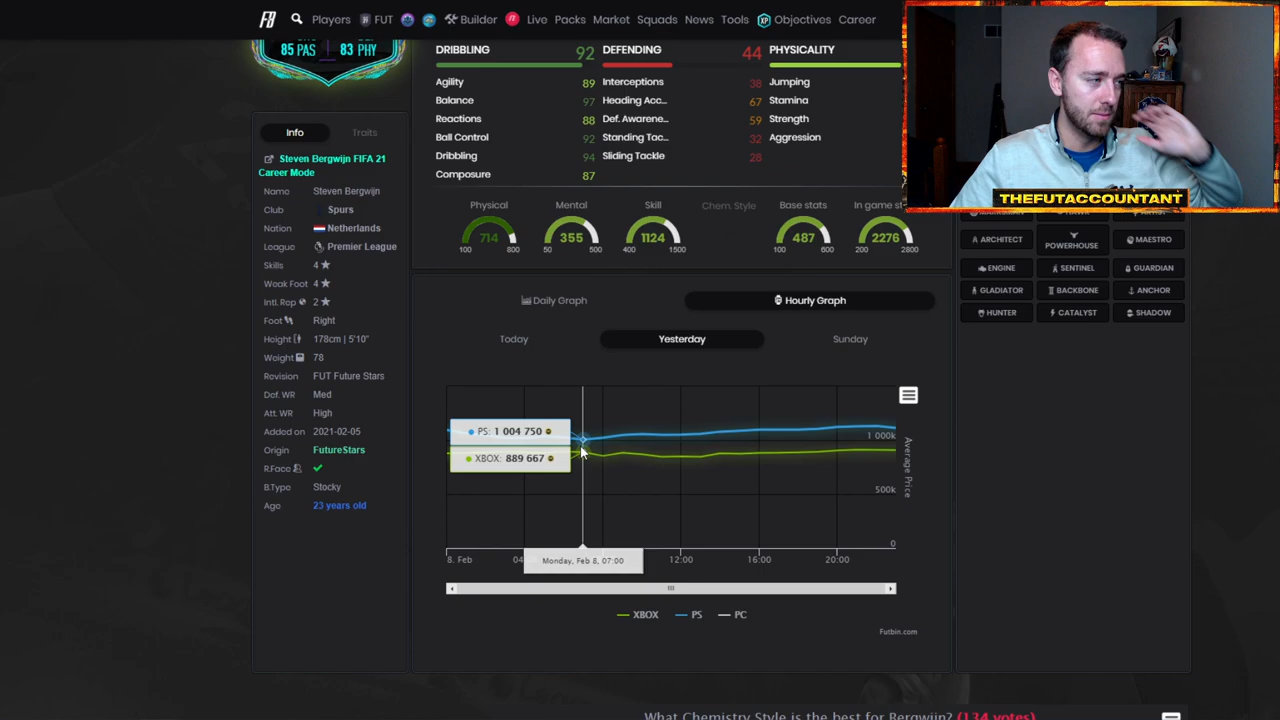 Players FUT Builder Live Packs Market Squads News Tools XP Objectives Career
85 PAS 83 PHY
DRIBBLING 92 DEFENDING 44 PHYSICALITY
Agility 89 Interceptions 38 Jumping
Balance 97 Heading Acc... 67 Stamina
Reactions 88 Def. Awarene... 59 Strength
Ball Control 92 Standing Tac... 32 Aggression
Dribbling 94 Sliding Tackle 28
Composure 87
THEFUTACCOUNTANT
Info Traits
Steven Bergwijn FIFA 21
Career Mode
Name Steven Bergwijn
Club Spurs
Nation Netherlands
League Premier League
Skills 4★
Weak Foot 4★
Intl. Rep 2★
Foot Right
Height 178cm | 5'10"
Weight 78
Revision FUT Future Stars
Def. WR Med
Att. WR High
Added on 2021-02-05
Origin FutureStars
R.Face
B.Type Stocky
Age 23 years old
Physical Mental Skill Chem. Style Base stats In game st
714 355 1124 487 2276
100 800 50 500 400 1500 100 600 200 2800
ARCHITECT POWERHOUSE MAESTRO
ENGINE SENTINEL GUARDIAN
GLADIATOR BACKBONE ANCHOR
HUNTER CATALYST SHADOW
Daily Graph Hourly Graph
Today Yesterday Sunday
PS: 1 004 750
XBOX: 889 667
1 000k
500k
0
Average Price
8. Feb 04 12:00 16:00 20:00
Monday, Feb 8, 07:00
XBOX PS PC
Futbin.com
What Chemistry Style is the best for Bergwijn? (134 votes)